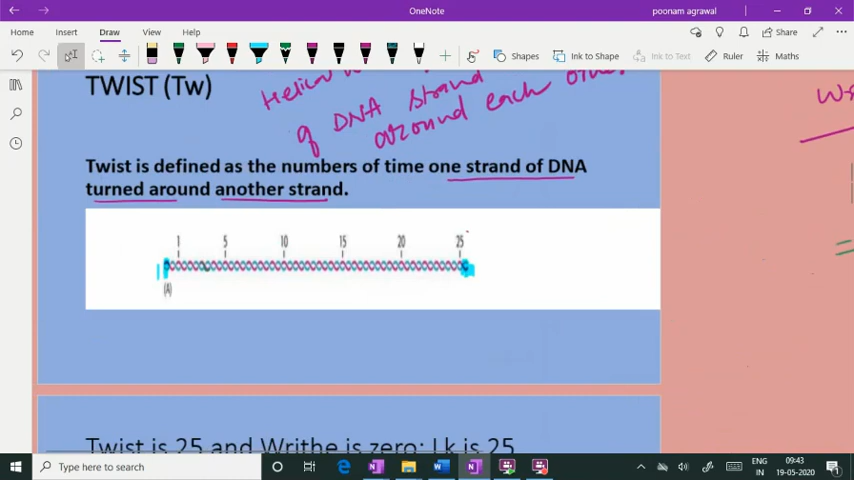 OneNote
poonam agrawal
Home Insert Draw View Help
Share
Shapes Ink to Shape Ink to Text Ruler Maths
TWIST (Tw)
Helical
of DNA strand
around each other
Twist is defined as the numbers of time one strand of DNA
turned around another strand.
1 5 10 15 20 25
(A)
Twist is 25 and Writhe is zero; Lk is 25
Type here to search
ENG
IN
09:43
19-05-2020